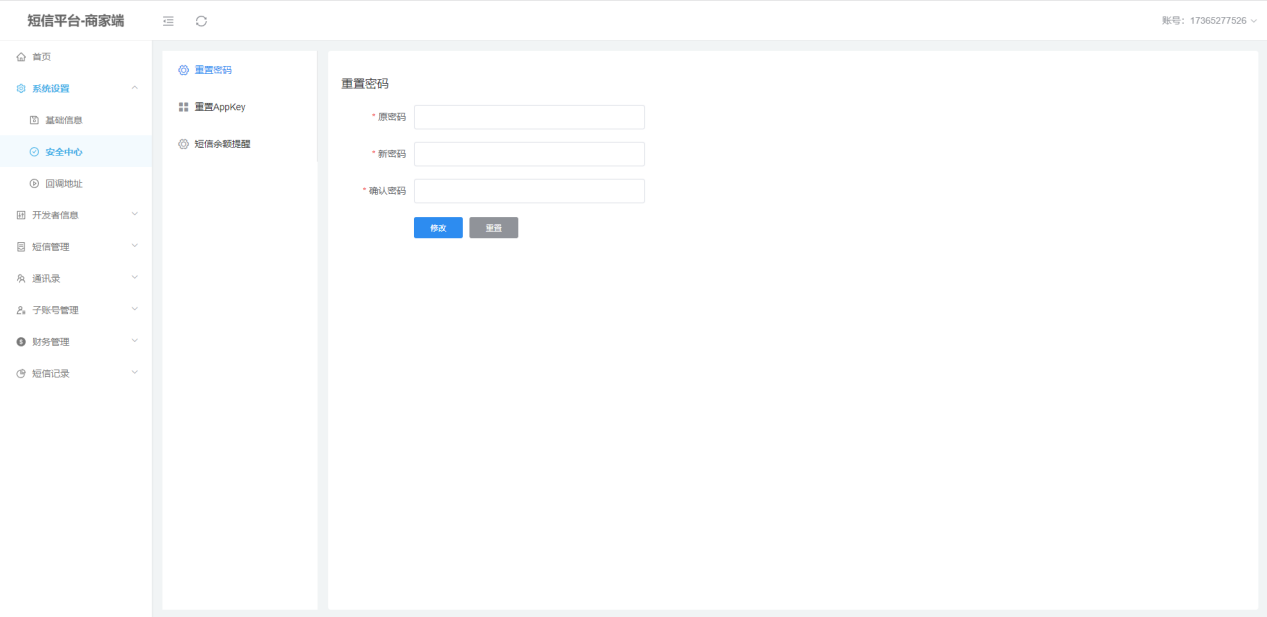 短信平台-商家端
账号：17365277526
首页
系统设置
基础信息
安全中心
回调地址
开发者信息
短信管理
通讯录
子账号管理
财务管理
短信记录
重置密码
重置AppKey
短信余额提醒
重置密码
* 原密码
* 新密码
* 确认密码
修改 重置